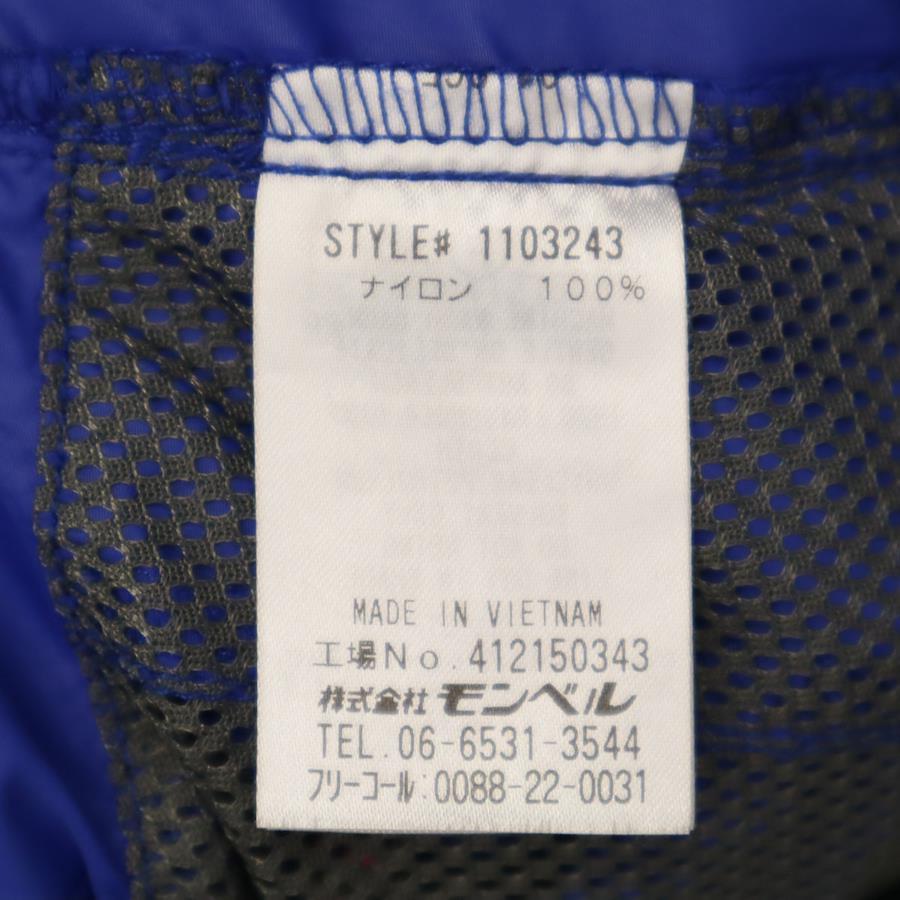 STYLE# 1103243
ナイロン 100%
MADE IN VIETNAM
工場No.412150343
株式会社 モンベル
TEL.06-6531-3544
フリーコール:0088-22-0031